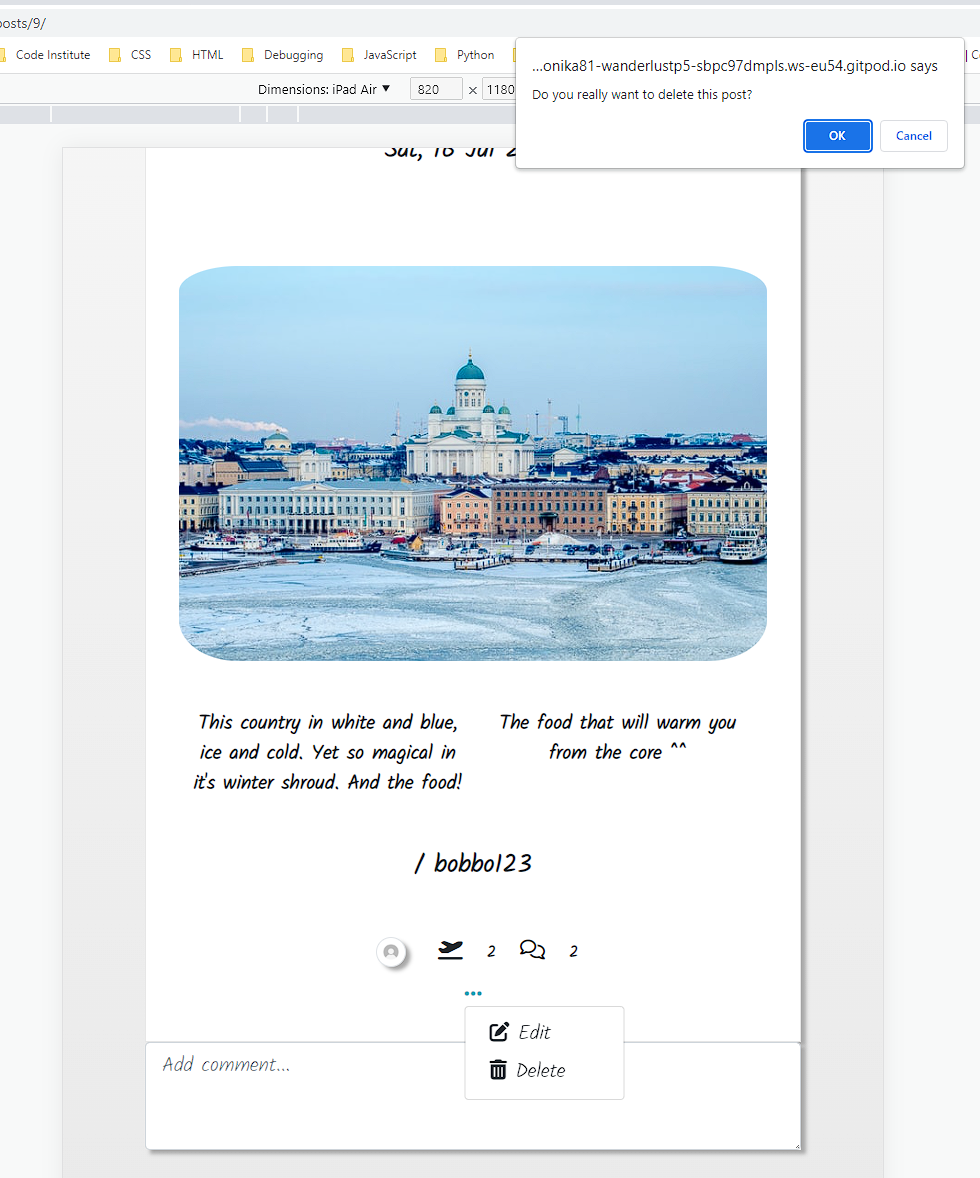 posts/9/
Code Institute
CSS
HTML
Debugging
JavaScript
Python
...onika81-wanderlustp5-sbpc97dmpls.ws-eu54.gitpod.io says
Do you really want to delete this post?
OK
Cancel
Dimensions: iPad Air ▼
820 × 1180
Sat, 16 Jul 2
This country in white and blue,
ice and cold. Yet so magical in
it's winter shroud. And the food!
The food that will warm you
from the core ^^
/ bobbo123
2
2
Edit
Delete
Add comment...